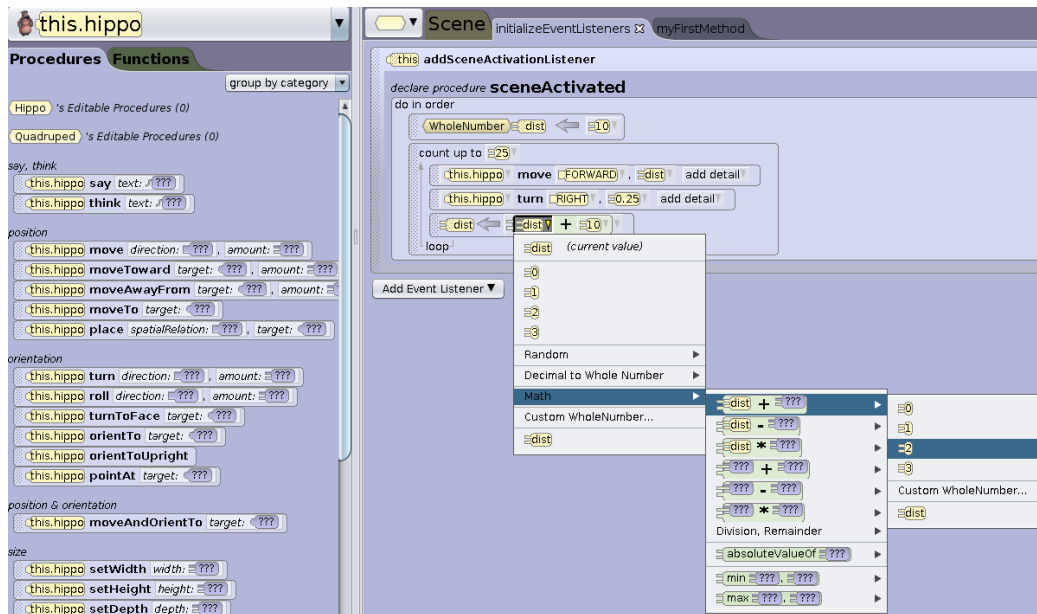 this.hippo
Procedures Functions
group by category
Hippo 's Editable Procedures (0)
Quadruped 's Editable Procedures (0)
say, think
this.hippo say text: ???
this.hippo think text: ???
position
this.hippo move direction: ??? , amount: ???
this.hippo moveToward target: ??? , amount: ???
this.hippo moveAwayFrom target: ??? , amount:
this.hippo moveTo target: ???
this.hippo place spatialRelation: ??? , target: ???
orientation
this.hippo turn direction: ??? , amount: ???
this.hippo roll direction: ??? , amount: ???
this.hippo turnToFace target: ???
this.hippo orientTo target: ???
this.hippo orientToUpright
this.hippo pointAt target: ???
position & orientation
this.hippo moveAndOrientTo target: ???
size
this.hippo setWidth width: ???
this.hippo setHeight height: ???
this.hippo setDepth depth: ???
Scene initializeEventListeners myFirstMethod
this addSceneActivationListener
declare procedure sceneActivated
do in order
WholeNumber dist 10
count up to 25
this.hippo move FORWARD , dist add detail
this.hippo turn RIGHT , 0.25 add detail
dist dist + 10
loop
Add Event Listener
dist (current value)
0
1
2
3
Random
Decimal to Whole Number
Math
Custom WholeNumber...
dist
dist + ???
dist - ???
dist * ???
??? + ???
??? - ???
??? * ???
Division, Remainder
absoluteValueOf ???
min ??? , ???
max ??? , ???
0
1
2
3
Custom WholeNumber...
dist